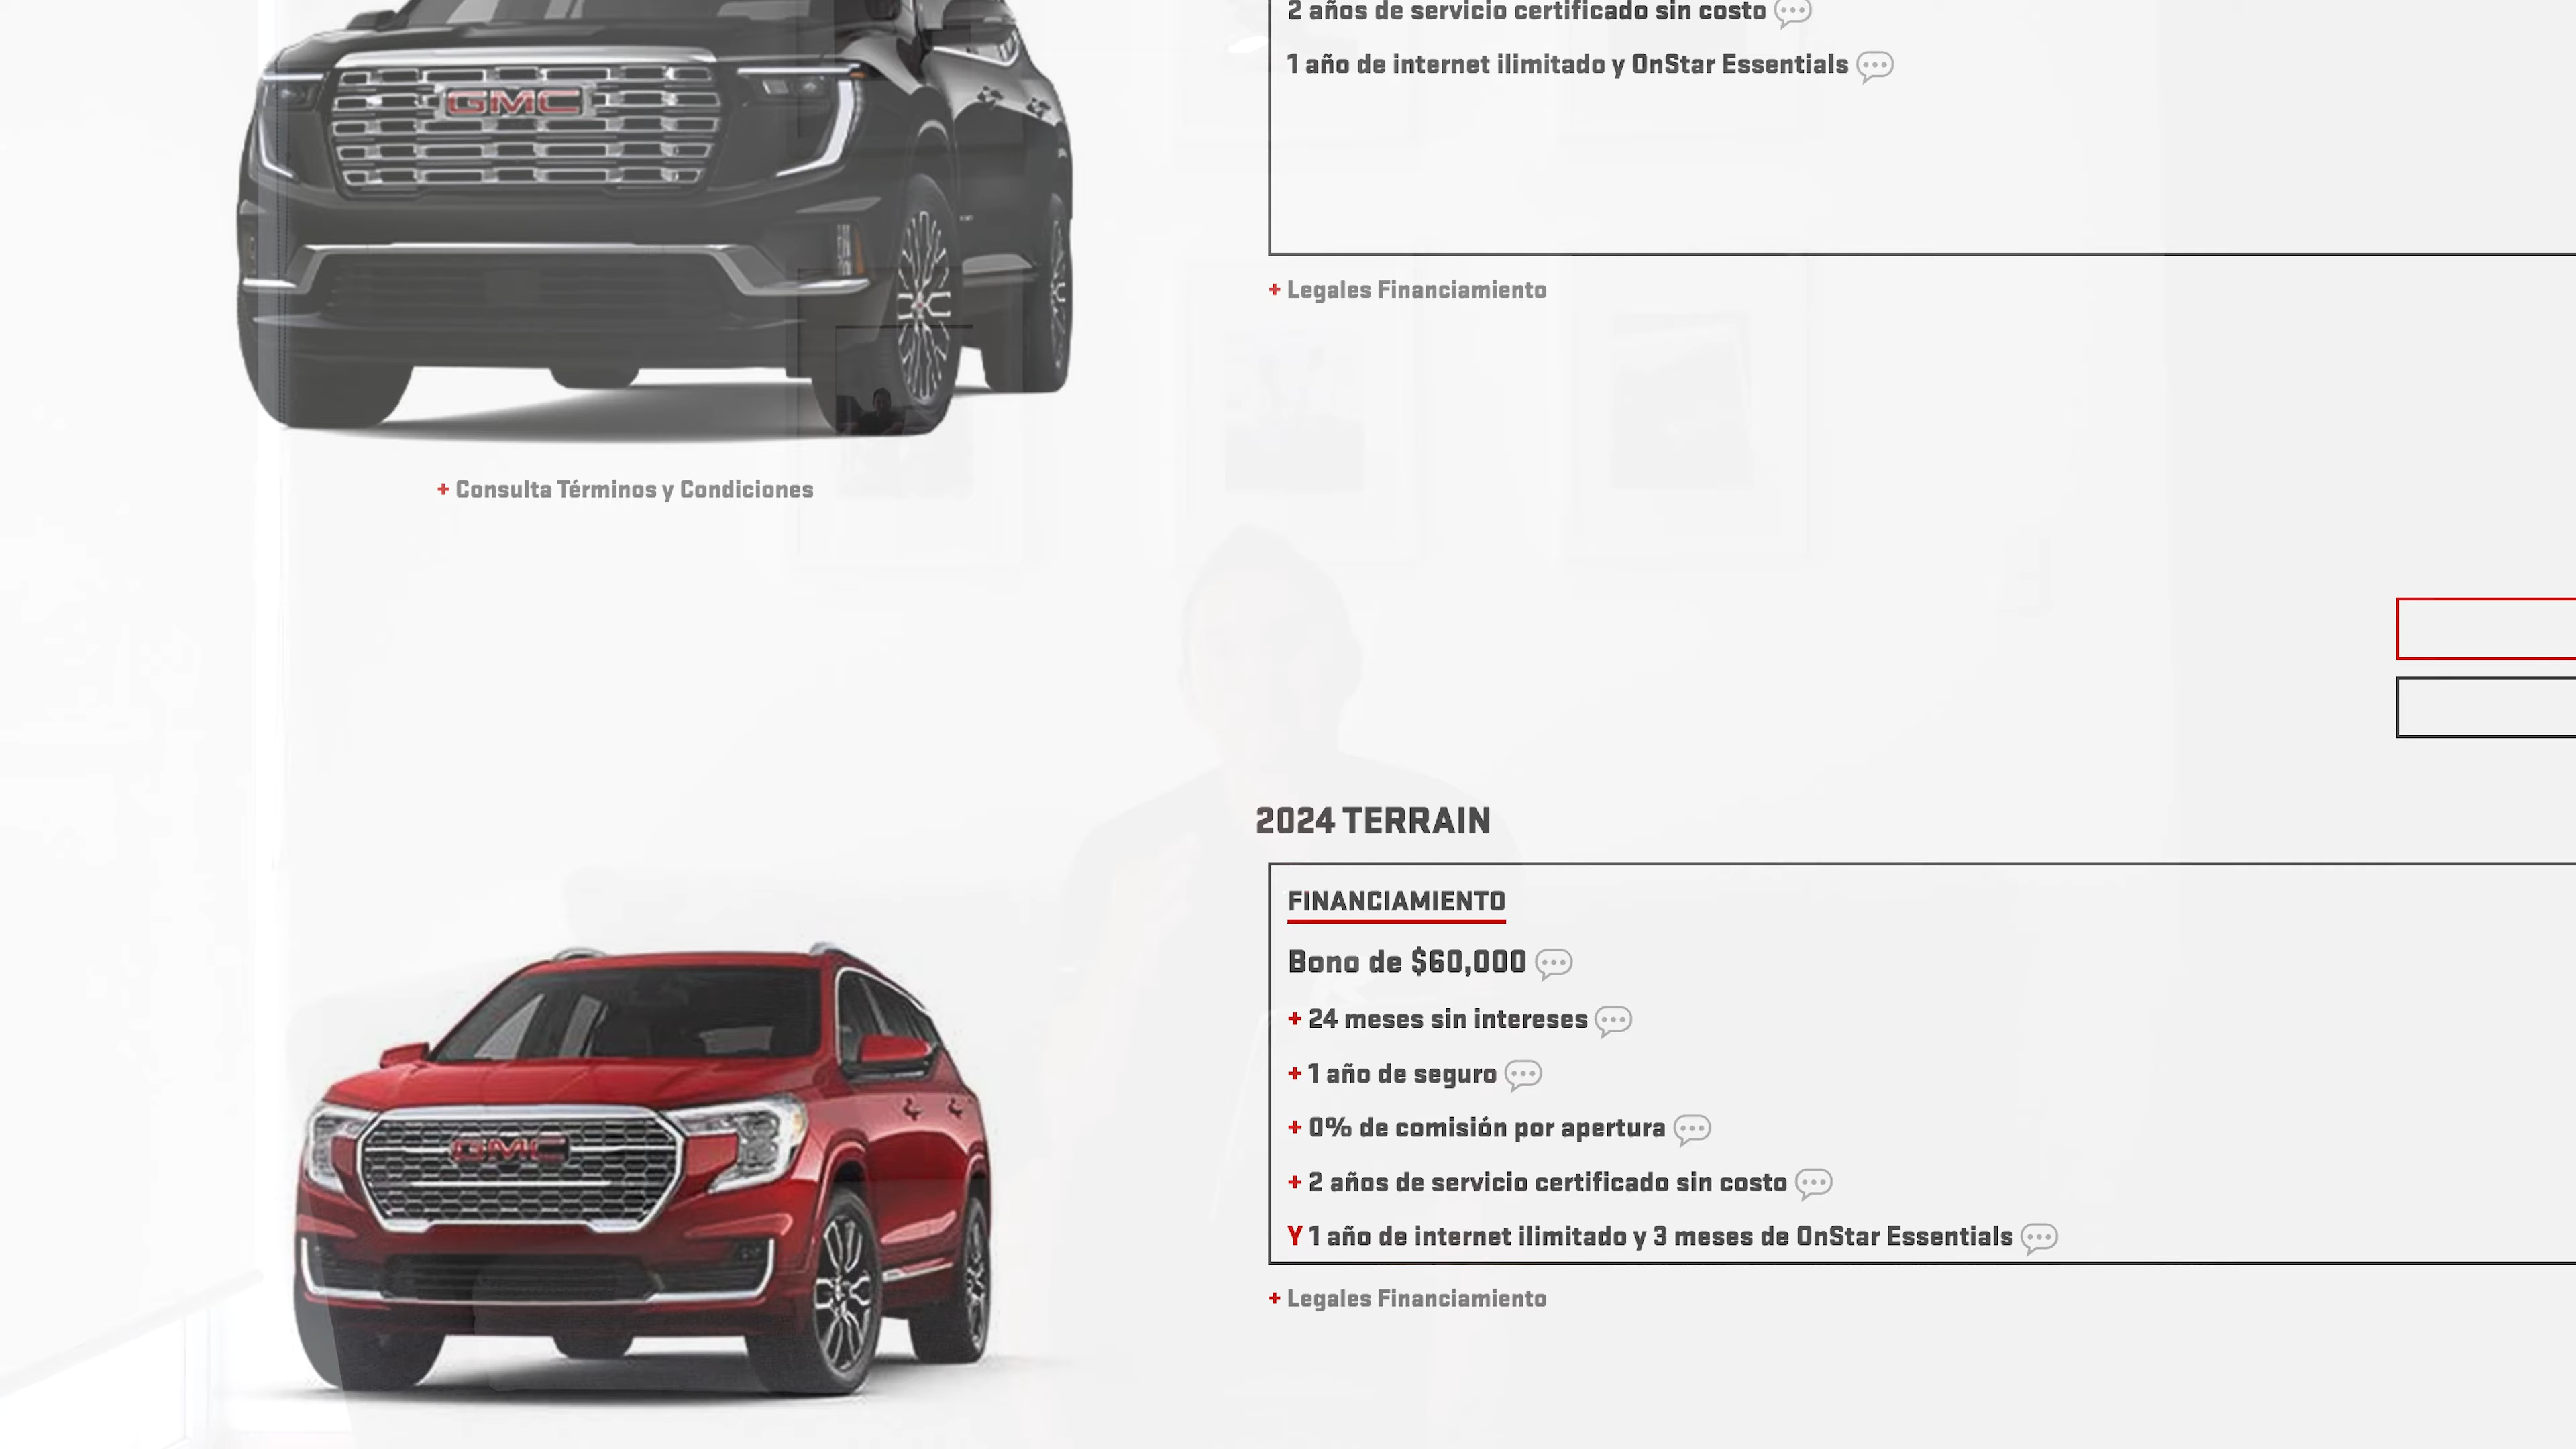 2 años de servicio certificado sin costo
1 año de internet ilimitado y OnStar Essentials
GMC
+ Legales Financiamiento
+ Consulta Términos y Condiciones
2024 TERRAIN
FINANCIAMIENTO
Bono de $60,000
+ 24 meses sin intereses
+ 1 año de seguro
+ 0% de comisión por apertura
+ 2 años de servicio certificado sin costo
Y 1 año de internet ilimitado y 3 meses de OnStar Essentials
GMC
+ Legales Financiamiento